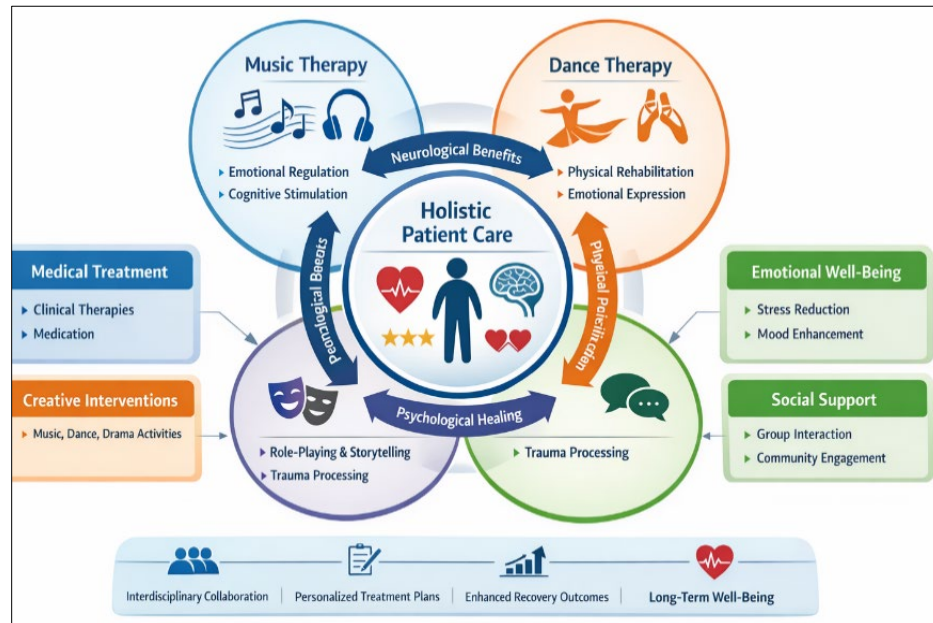 Music Therapy
Dance Therapy
Neurological Benefits
Emotional Regulation
Cognitive Stimulation
Physical Rehabilitation
Emotional Expression
Holistic
Patient Care
Medical Treatment
Clinical Therapies
Medication
Emotional Well-Being
Stress Reduction
Mood Enhancement
Creative Interventions
Music, Dance, Drama Activities
Social Support
Group Interaction
Community Engagement
Psychological Healing
Role-Playing & Storytelling
Trauma Processing
Trauma Processing
Interdisciplinary Collaboration
Personalized Treatment Plans
Enhanced Recovery Outcomes
Long-Term Well-Being